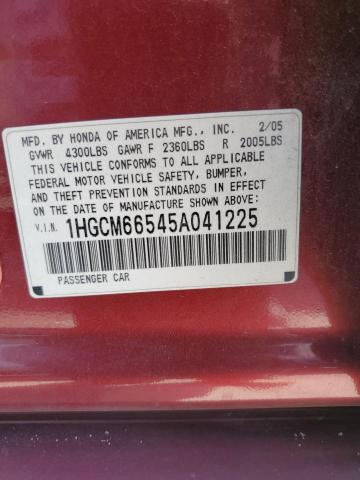 MFD. BY HONDA OF AMERICA MFG., INC. 2/05
GVWR 4300LBS GAWR F 2360LBS R 2005LBS
THIS VEHICLE CONFORMS TO ALL APPLICABLE
FEDERAL MOTOR VEHICLE SAFETY, BUMPER,
AND THEFT PREVENTION STANDARDS IN EFFECT
ON THE DATE OF MANUFACTURE SHOWN ABOVE.
V.I.N. 1HGCM66545A041225
PASSENGER CAR